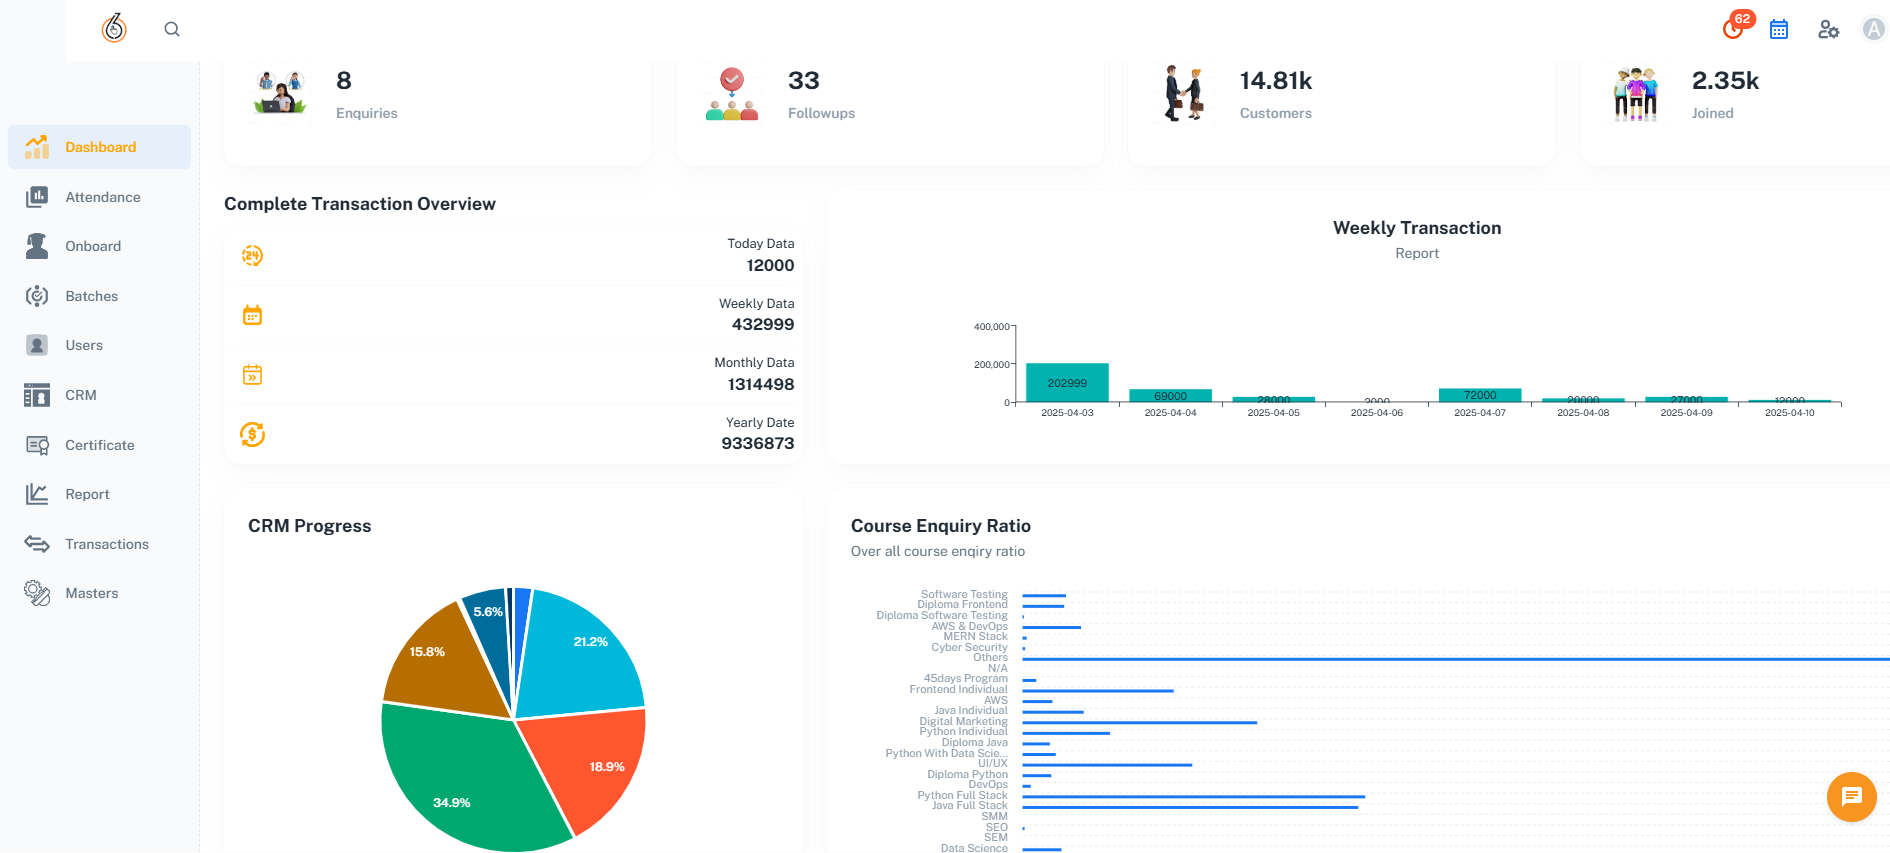 62
A
8
Enquiries
33
Followups
14.81k
Customers
2.35k
Joined
Dashboard
Attendance
Onboard
Batches
Users
CRM
Certificate
Report
Transactions
Masters
Complete Transaction Overview
24
Today Data
12000
Weekly Data
432999
Monthly Data
1314498
Yearly Date
9336873
Weekly Transaction
Report
400,000
200,000
0
202999
69000
28000
2000
72000
20000
27000
12000
2025-04-03
2025-04-04
2025-04-05
2025-04-06
2025-04-07
2025-04-08
2025-04-09
2025-04-10
CRM Progress
5.6%
21.2%
15.8%
18.9%
34.9%
Course Enquiry Ratio
Over all course enqiry ratio
Software Testing
Diploma Frontend
Diploma Software Testing
AWS & DevOps
MERN Stack
Cyber Security
Others
N/A
45days Program
Frontend Individual
AWS
Java Individual
Digital Marketing
Python Individual
Diploma Java
Python With Data Scie...
UI/UX
Diploma Python
DevOps
Python Full Stack
Java Full Stack
SMM
SEO
SEM
Data Science